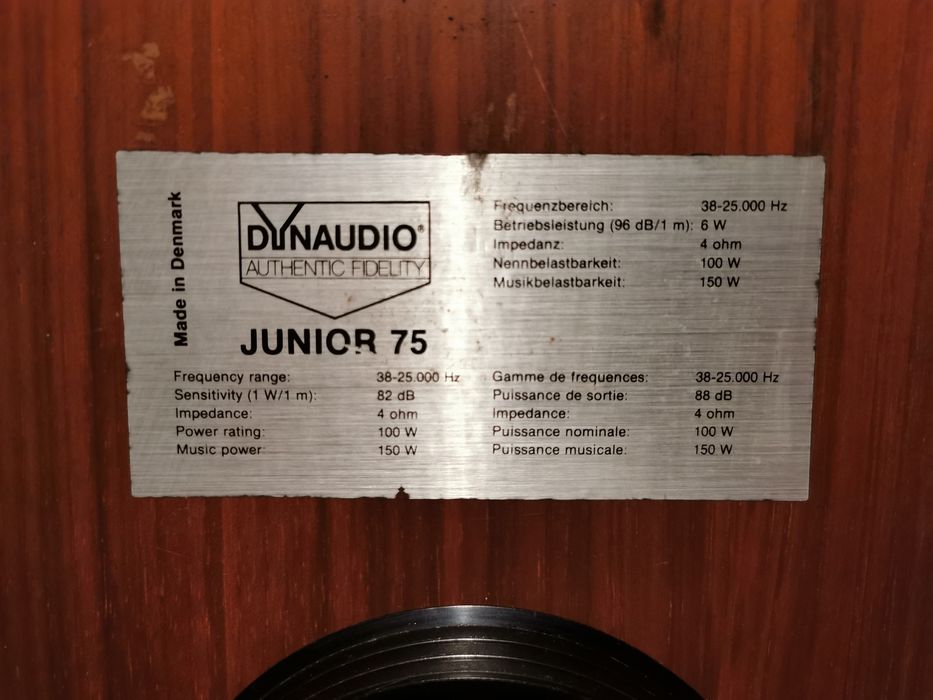 Made in Denmark
DYNAUDIO®
AUTHENTIC FIDELITY
JUNIOR 75
Frequenzbereich: 38-25.000 Hz
Betriebsleistung (96 dB/1 m): 6 W
Impedanz: 4 ohm
Nennbelastbarkeit: 100 W
Musikbelastbarkeit: 150 W
Frequency range: 38-25.000 Hz
Sensitivity (1 W/1 m): 82 dB
Impedance: 4 ohm
Power rating: 100 W
Music power: 150 W
Gamme de frequences: 38-25.000 Hz
Puissance de sortie: 88 dB
Impedance: 4 ohm
Puissance nominale: 100 W
Puissance musicale: 150 W